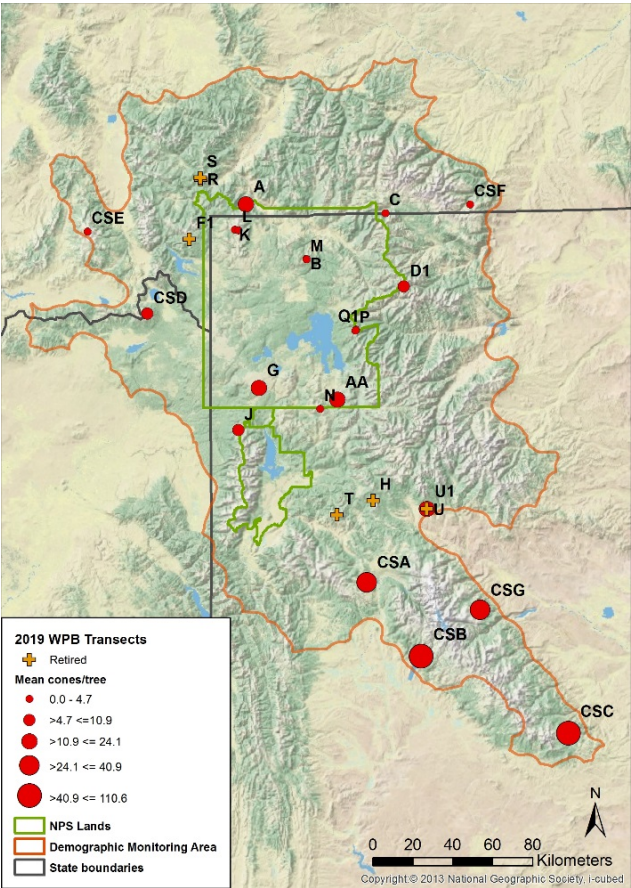 S
R
A
C
CSF
CSE
F1
L
K
M
B
D1
CSD
Q1P
G
N
AA
J
H
T
U1
U
CSA
CSG
CSB
CSC
2019 WPB Transects
Retired
Mean cones/tree
0.0 - 4.7
>4.7 <=10.9
>10.9 <= 24.1
>24.1 <= 40.9
>40.9 <= 110.6
NPS Lands
Demographic Monitoring Area
State boundaries
N
0 20 40 60 80
Kilometers
Copyright:© 2013 National Geographic Society, i-cubed